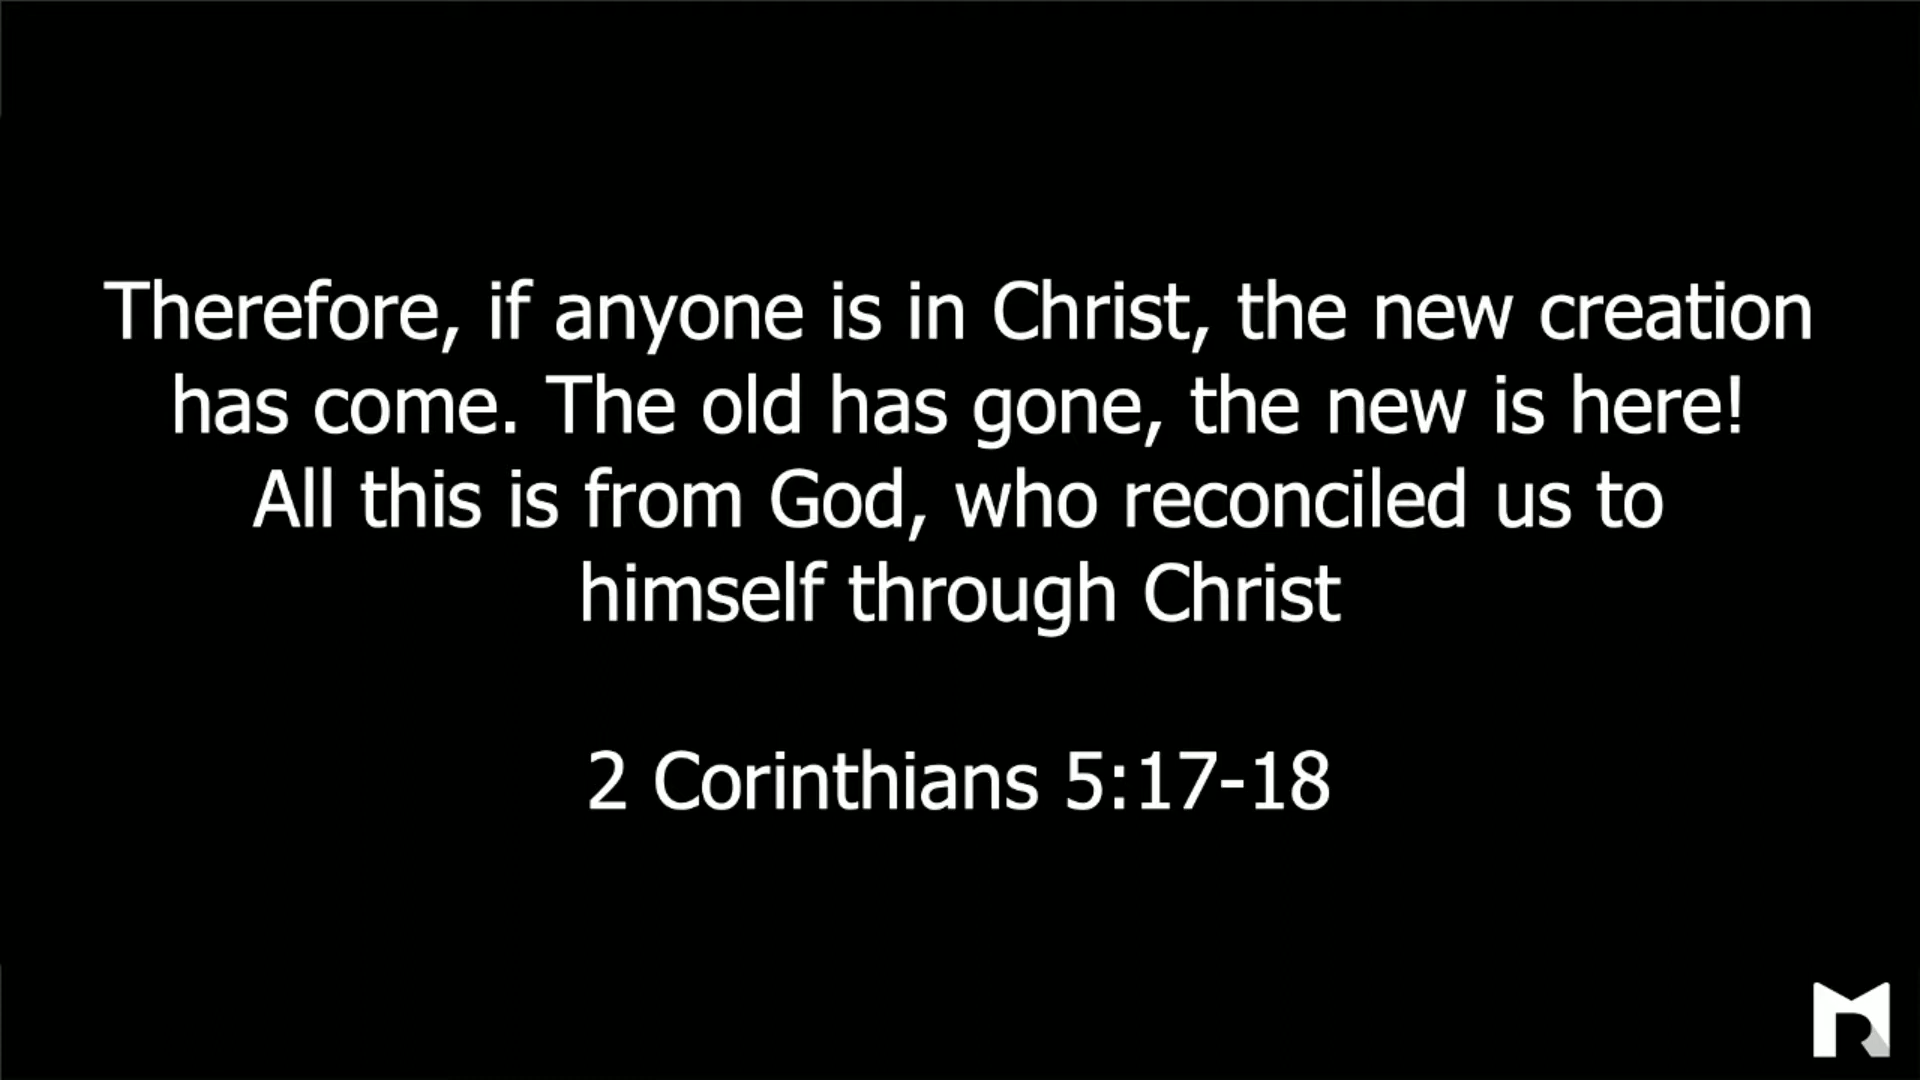 Therefore, if anyone is in Christ, the new creation
has come. The old has gone, the new is here!
All this is from God, who reconciled us to
himself through Christ
2 Corinthians 5:17-18